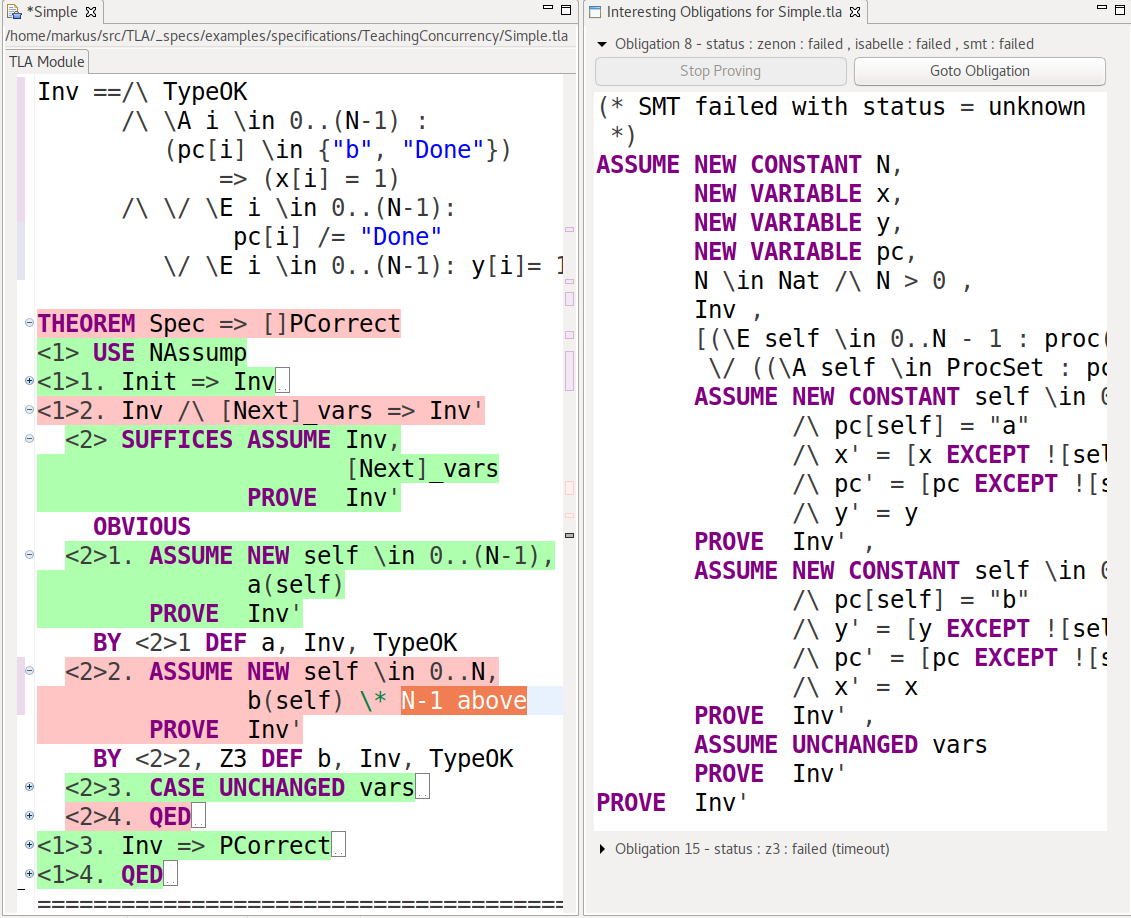 *Simple
/home/markus/src/TLA/_specs/examples/specifications/TeachingConcurrency/Simple.tla
TLA Module
Inv ==/\ TypeOK
/\ \A i \in 0..(N-1) :
(pc[i] \in {"b", "Done"})
=> (x[i] = 1)
/\ \/ \E i \in 0..(N-1):
pc[i] /= "Done"
\/ \E i \in 0..(N-1): y[i]= 1
THEOREM Spec => []PCorrect
<1> USE NAssump
<1>1. Init => Inv
<1>2. Inv /\ [Next]_vars => Inv'
<2> SUFFICES ASSUME Inv,
[Next]_vars
PROVE  Inv'
OBVIOUS
<2>1. ASSUME NEW self \in 0..(N-1),
a(self)
PROVE  Inv'
BY <2>1 DEF a, Inv, TypeOK
<2>2. ASSUME NEW self \in 0..N,
b(self) \* N-1 above
PROVE  Inv'
BY <2>2, Z3 DEF b, Inv, TypeOK
<2>3. CASE UNCHANGED vars
<2>4. QED
<1>3. Inv => PCorrect
<1>4. QED
======================================
Interesting Obligations for Simple.tla
Obligation 8 - status : zenon : failed , isabelle : failed , smt : failed
Stop Proving
Goto Obligation
(* SMT failed with status = unknown
*)
ASSUME NEW CONSTANT N,
NEW VARIABLE x,
NEW VARIABLE y,
NEW VARIABLE pc,
N \in Nat /\ N > 0 ,
Inv ,
[(\E self \in 0..N - 1 : proc(
\/ ((\A self \in ProcSet : pc
ASSUME NEW CONSTANT self \in 0
/\ pc[self] = "a"
/\ x' = [x EXCEPT ![sel
/\ pc' = [pc EXCEPT ![s
/\ y' = y
PROVE  Inv' ,
ASSUME NEW CONSTANT self \in 0
/\ pc[self] = "b"
/\ y' = [y EXCEPT ![sel
/\ pc' = [pc EXCEPT ![s
/\ x' = x
PROVE  Inv' ,
ASSUME UNCHANGED vars
PROVE  Inv'
PROVE  Inv'
Obligation 15 - status : z3 : failed (timeout)